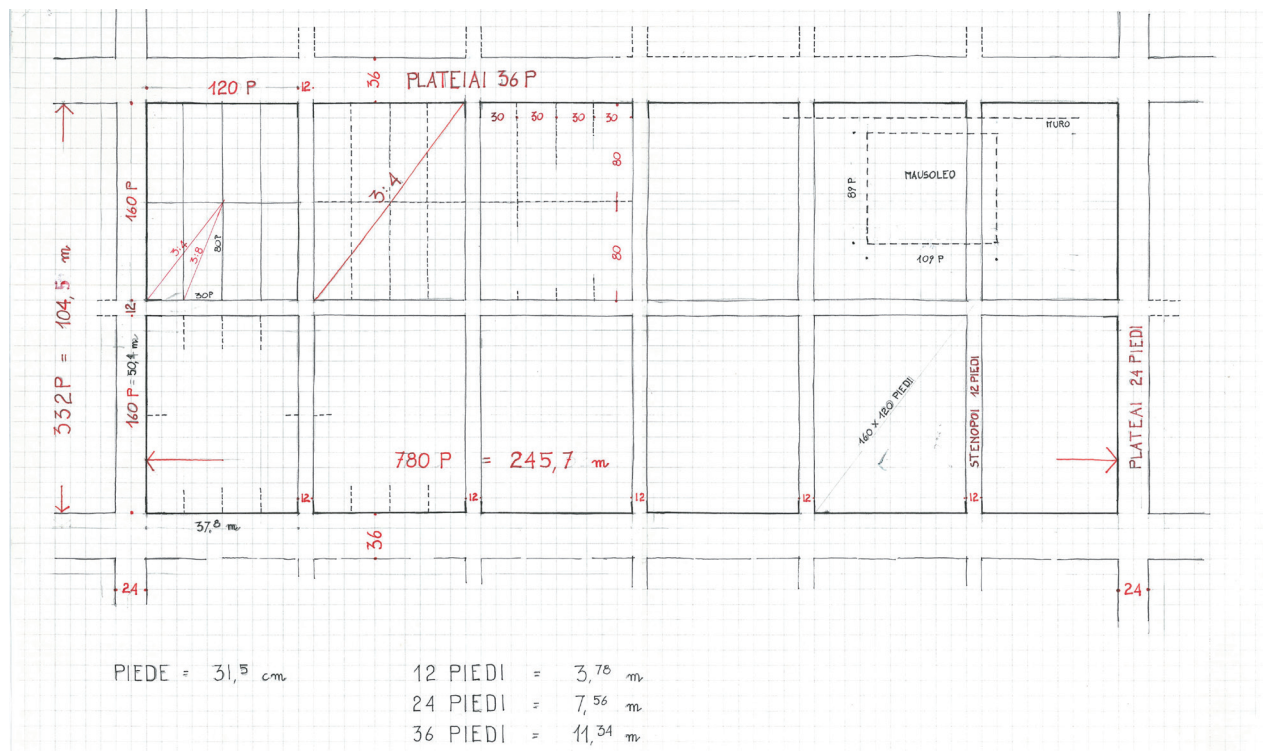 36
PLATEIAI 36 P
120 P
12
30 30 30 30
MURO
80
3:4
MAUSOLEO
89 P
160 P
3:4
3:8
80P
80
109 P
30P
332 P = 104,5 m
12
160 P = 50,4 m
160 X 120 PIEDI
STENOPOI 12 PIEDI
PLATEAI 24 PIEDI
780 P = 245,7 m
12
12
12
12
12
37,8 m
36
24
24
PIEDE = 31,5 cm
12 PIEDI = 3,78 m
24 PIEDI = 7,56 m
36 PIEDI = 11,34 m